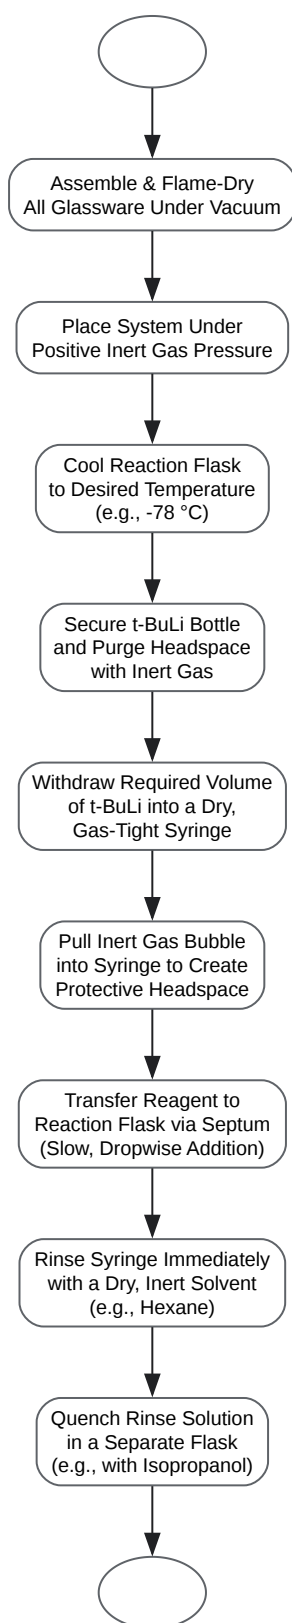 Assemble & Flame-Dry
All Glassware Under Vacuum
Place System Under
Positive Inert Gas Pressure
Cool Reaction Flask
to Desired Temperature
(e.g., -78 °C)
Secure t-BuLi Bottle
and Purge Headspace
with Inert Gas
Withdraw Required Volume
of t-BuLi into a Dry,
Gas-Tight Syringe
Pull Inert Gas Bubble
into Syringe to Create
Protective Headspace
Transfer Reagent to
Reaction Flask via Septum
(Slow, Dropwise Addition)
Rinse Syringe Immediately
with a Dry, Inert Solvent
(e.g., Hexane)
Quench Rinse Solution
in a Separate Flask
(e.g., with Isopropanol)